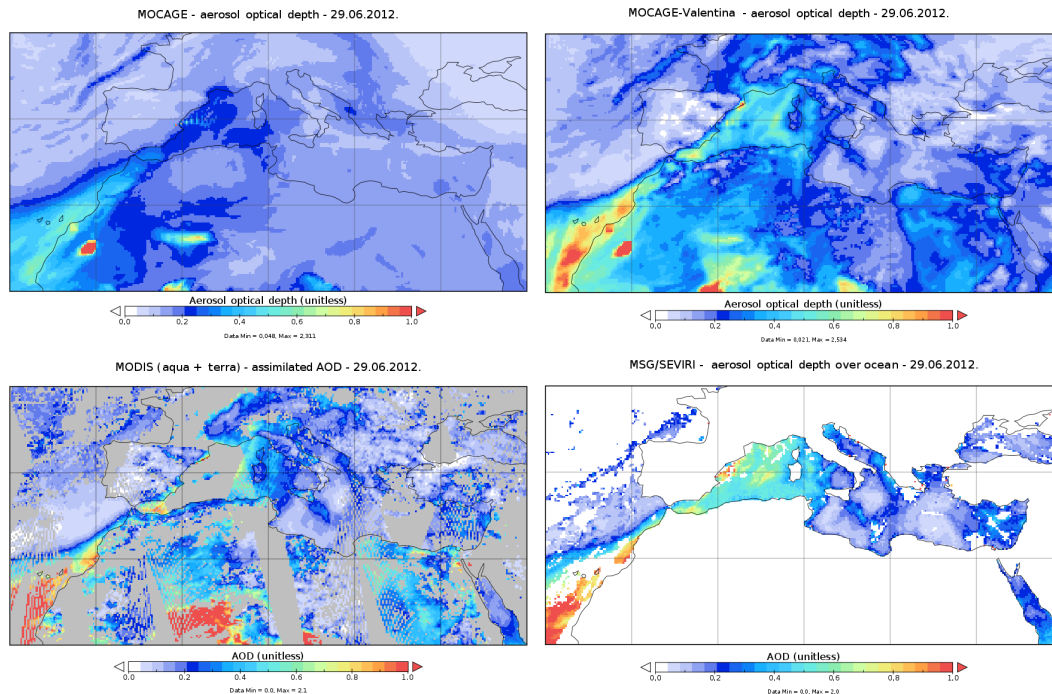 MOCAGE - aerosol optical depth - 29.06.2012.
MOCAGE-Valentina - aerosol optical depth - 29.06.2012.
Aerosol optical depth (unitless)
0.0 0.2 0.4 0.6 0.8 1.0
Data Min = 0,048, Max = 2,311
Aerosol optical depth (unitless)
0.0 0.2 0.4 0.6 0.8 1.0
Data Min = 0,021, Max = 2,534
MODIS (aqua + terra) - assimilated AOD - 29.06.2012.
MSG/SEVIRI - aerosol optical depth over ocean - 29.06.2012.
AOD (unitless)
0.0 0.2 0.4 0.6 0.8 1.0
Data Min = 0.0, Max = 2.1
AOD (unitless)
0.0 0.2 0.4 0.6 0.8 1.0
Data Min = 0.0, Max = 2.0